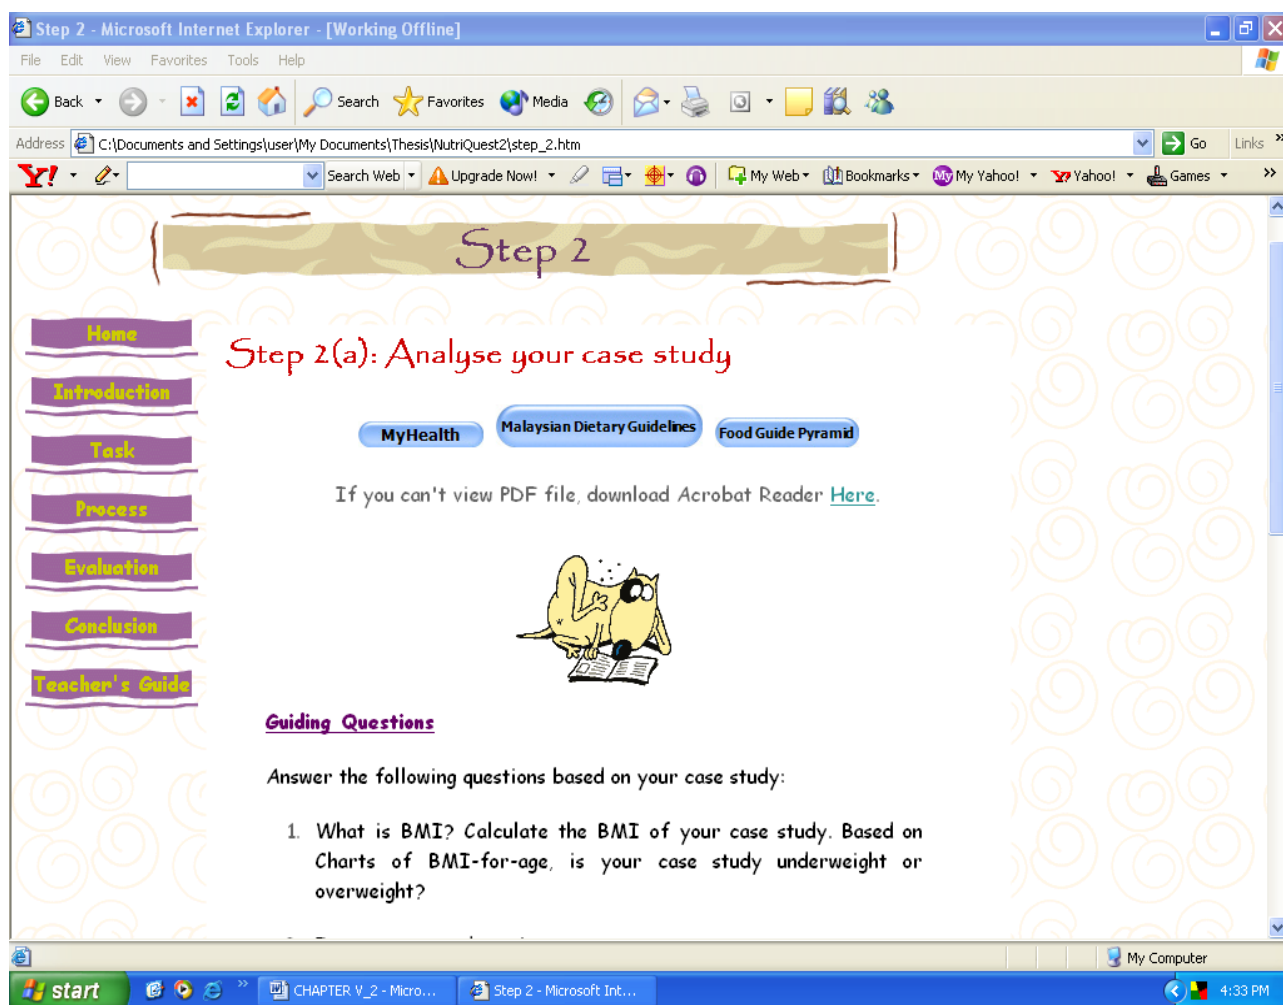 Step 2 - Microsoft Internet Explorer - [Working Offline]
File Edit View Favorites Tools Help
Back Search Favorites Media
Address C:\Documents and Settings\user\My Documents\Thesis\NutriQuest2\step_2.htm Go Links »
Y! Search Web Upgrade Now! My Web Bookmarks My My Yahoo! Y? Yahoo! Games »
Step 2
Home
Introduction
Task
Process
Evaluation
Conclusion
Teacher's Guide
Step 2(a): Analyse your case study
MyHealth Malaysian Dietary Guidelines Food Guide Pyramid
If you can't view PDF file, download Acrobat Reader Here.
Guiding Questions
Answer the following questions based on your case study:
1. What is BMI? Calculate the BMI of your case study. Based on
Charts of BMI-for-age, is your case study underweight or
overweight?
My Computer
start » CHAPTER V_2 - Micro... Step 2 - Microsoft Int... 4:33 PM